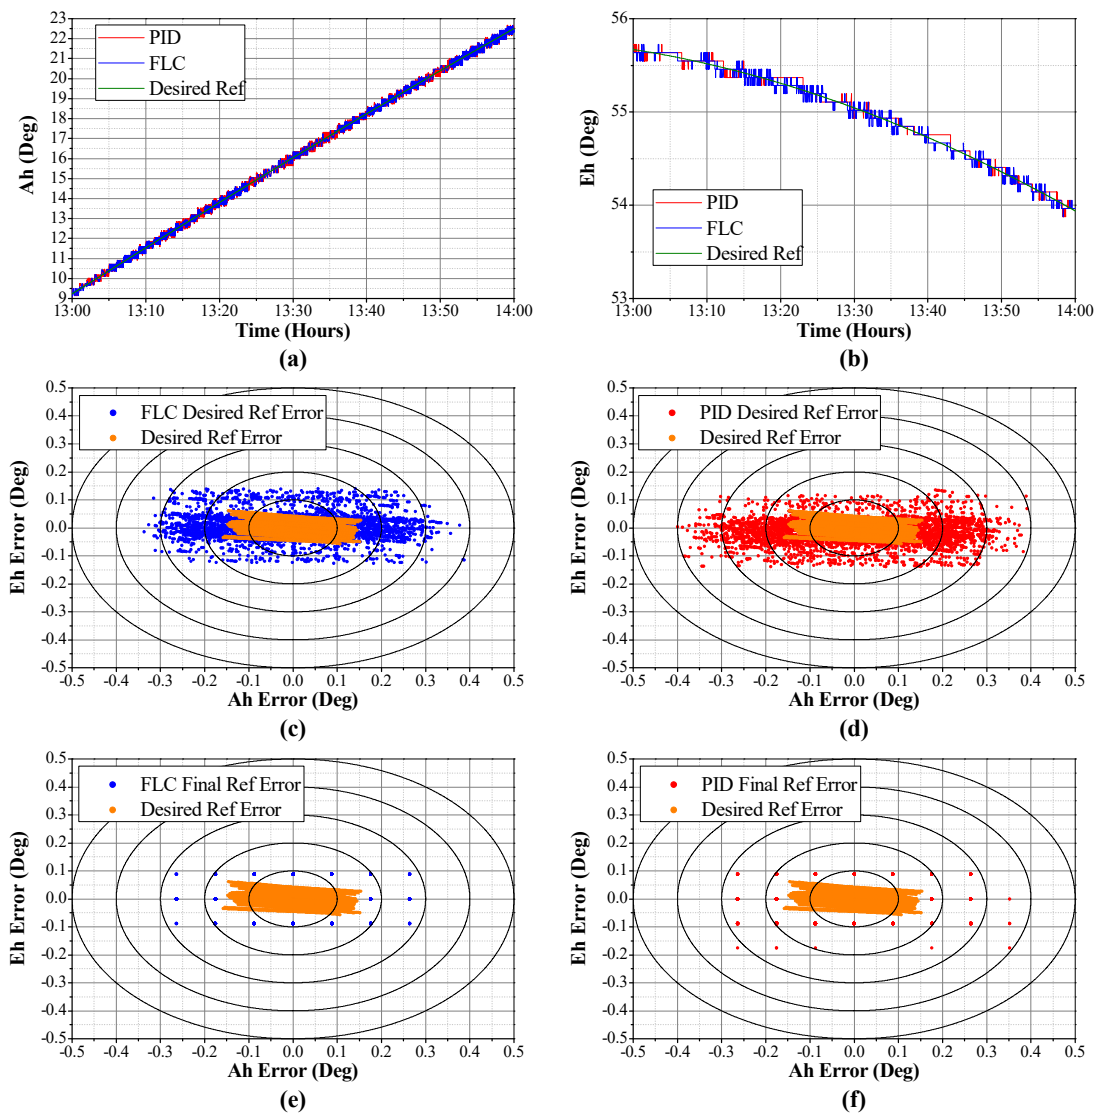 23
22
21
20
19
18
17
16
15
14
13
12
11
10
9
Ah (Deg)
PID
FLC
Desired Ref
13:00 13:10 13:20 13:30 13:40 13:50 14:00
Time (Hours)
(a)
56
55
54
53
Eh (Deg)
PID
FLC
Desired Ref
13:00 13:10 13:20 13:30 13:40 13:50 14:00
Time (Hours)
(b)
0.5
0.4
0.3
0.2
0.1
0.0
-0.1
-0.2
-0.3
-0.4
-0.5
Eh Error (Deg)
FLC Desired Ref Error
Desired Ref Error
-0.5 -0.4 -0.3 -0.2 -0.1 0.0 0.1 0.2 0.3 0.4 0.5
Ah Error (Deg)
(c)
0.5
0.4
0.3
0.2
0.1
0.0
-0.1
-0.2
-0.3
-0.4
-0.5
Eh Error (Deg)
PID Desired Ref Error
Desired Ref Error
-0.5 -0.4 -0.3 -0.2 -0.1 0.0 0.1 0.2 0.3 0.4 0.5
Ah Error (Deg)
(d)
0.5
0.4
0.3
0.2
0.1
0.0
-0.1
-0.2
-0.3
-0.4
-0.5
Eh Error (Deg)
FLC Final Ref Error
Desired Ref Error
-0.5 -0.4 -0.3 -0.2 -0.1 0.0 0.1 0.2 0.3 0.4 0.5
Ah Error (Deg)
(e)
0.5
0.4
0.3
0.2
0.1
0.0
-0.1
-0.2
-0.3
-0.4
-0.5
Eh Error (Deg)
PID Final Ref Error
Desired Ref Error
-0.5 -0.4 -0.3 -0.2 -0.1 0.0 0.1 0.2 0.3 0.4 0.5
Ah Error (Deg)
(f)